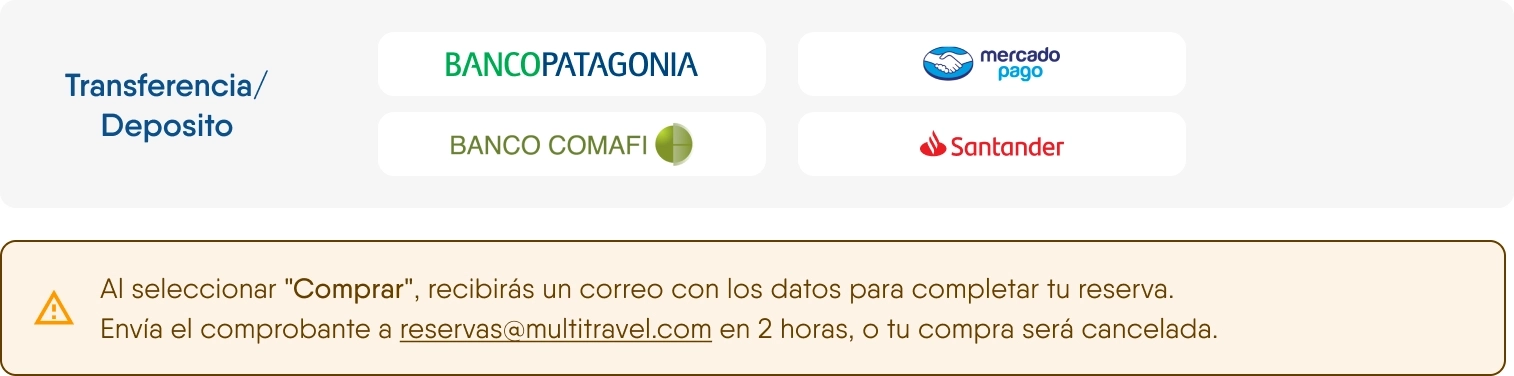 Transferencia/
Deposito
BANCOPATAGONIA
mercado
pago
BANCO COMAFI
Santander
Al seleccionar "Comprar", recibirás un correo con los datos para completar tu reserva.
Envía el comprobante a reservas@multitravel.com en 2 horas, o tu compra será cancelada.